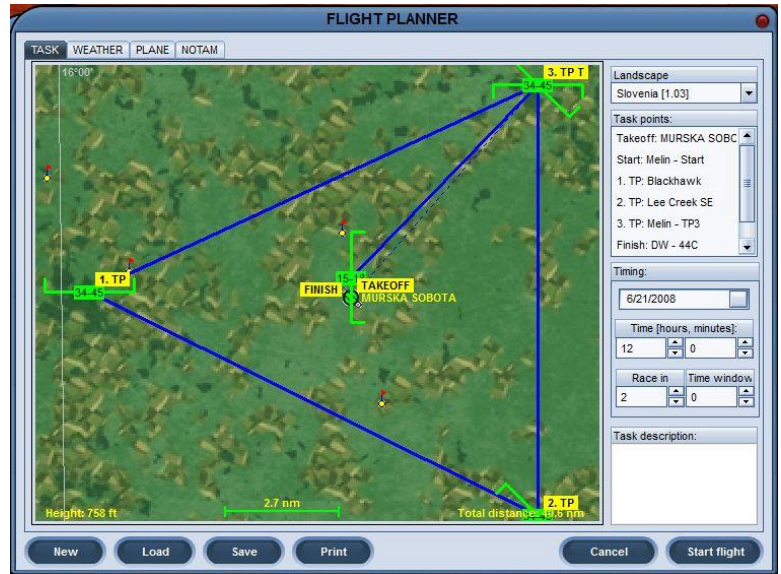 FLIGHT PLANNER
TASK WEATHER PLANE NOTAM
16°00'
3. TP T
34-45
1. TP
34-45
15-18
FINISH
TAKEOFF
MURSKA SOBOTA
2. TP
Height: 758 ft
2.7 nm
Total distance:
nm
Landscape
Slovenia [1.03]
Task points:
Takeoff: MURSKA SOBC
Start: Melin - Start
1. TP: Blackhawk
2. TP: Lee Creek SE
3. TP: Melin - TP3
Finish: DW - 44C
Timing:
6/21/2008
Time [hours, minutes]:
12 0
Race in Time window
2 0
Task description:
New Load Save Print Cancel Start flight